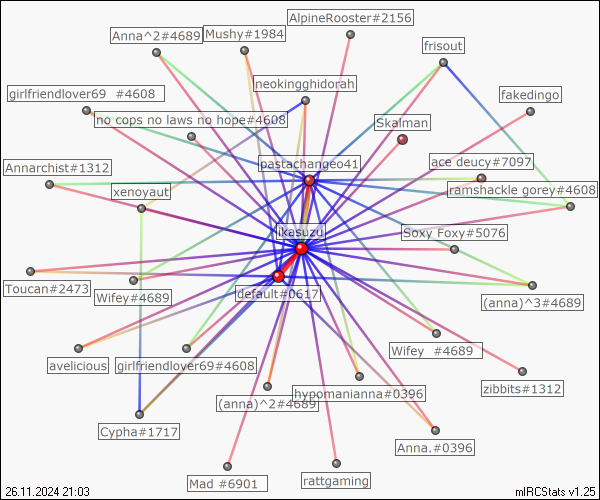 AlpineRooster#2156
Anna^2#4689
Mushy#1984
frisout
neokingghidorah
girlfriendlover69 #4608
fakedingo
no cops no laws no hope#4608
Skalman
Annarchist#1312
pastachangeo41
ace deucy#7097
xenoyaut
ramshackle gorey#4608
ikasuzu
Soxy Foxy#5076
Toucan#2473
Wifey#4689
default#0617
(anna)^3#4689
avelicious
girlfriendlover69#4608
Wifey #4689
zibbits#1312
(anna)^2#4689
hypomanianna#0396
Cypha#1717
Anna.#0396
Mad #6901
rattgaming
26.11.2024 21:03
mIRCStats v1.25